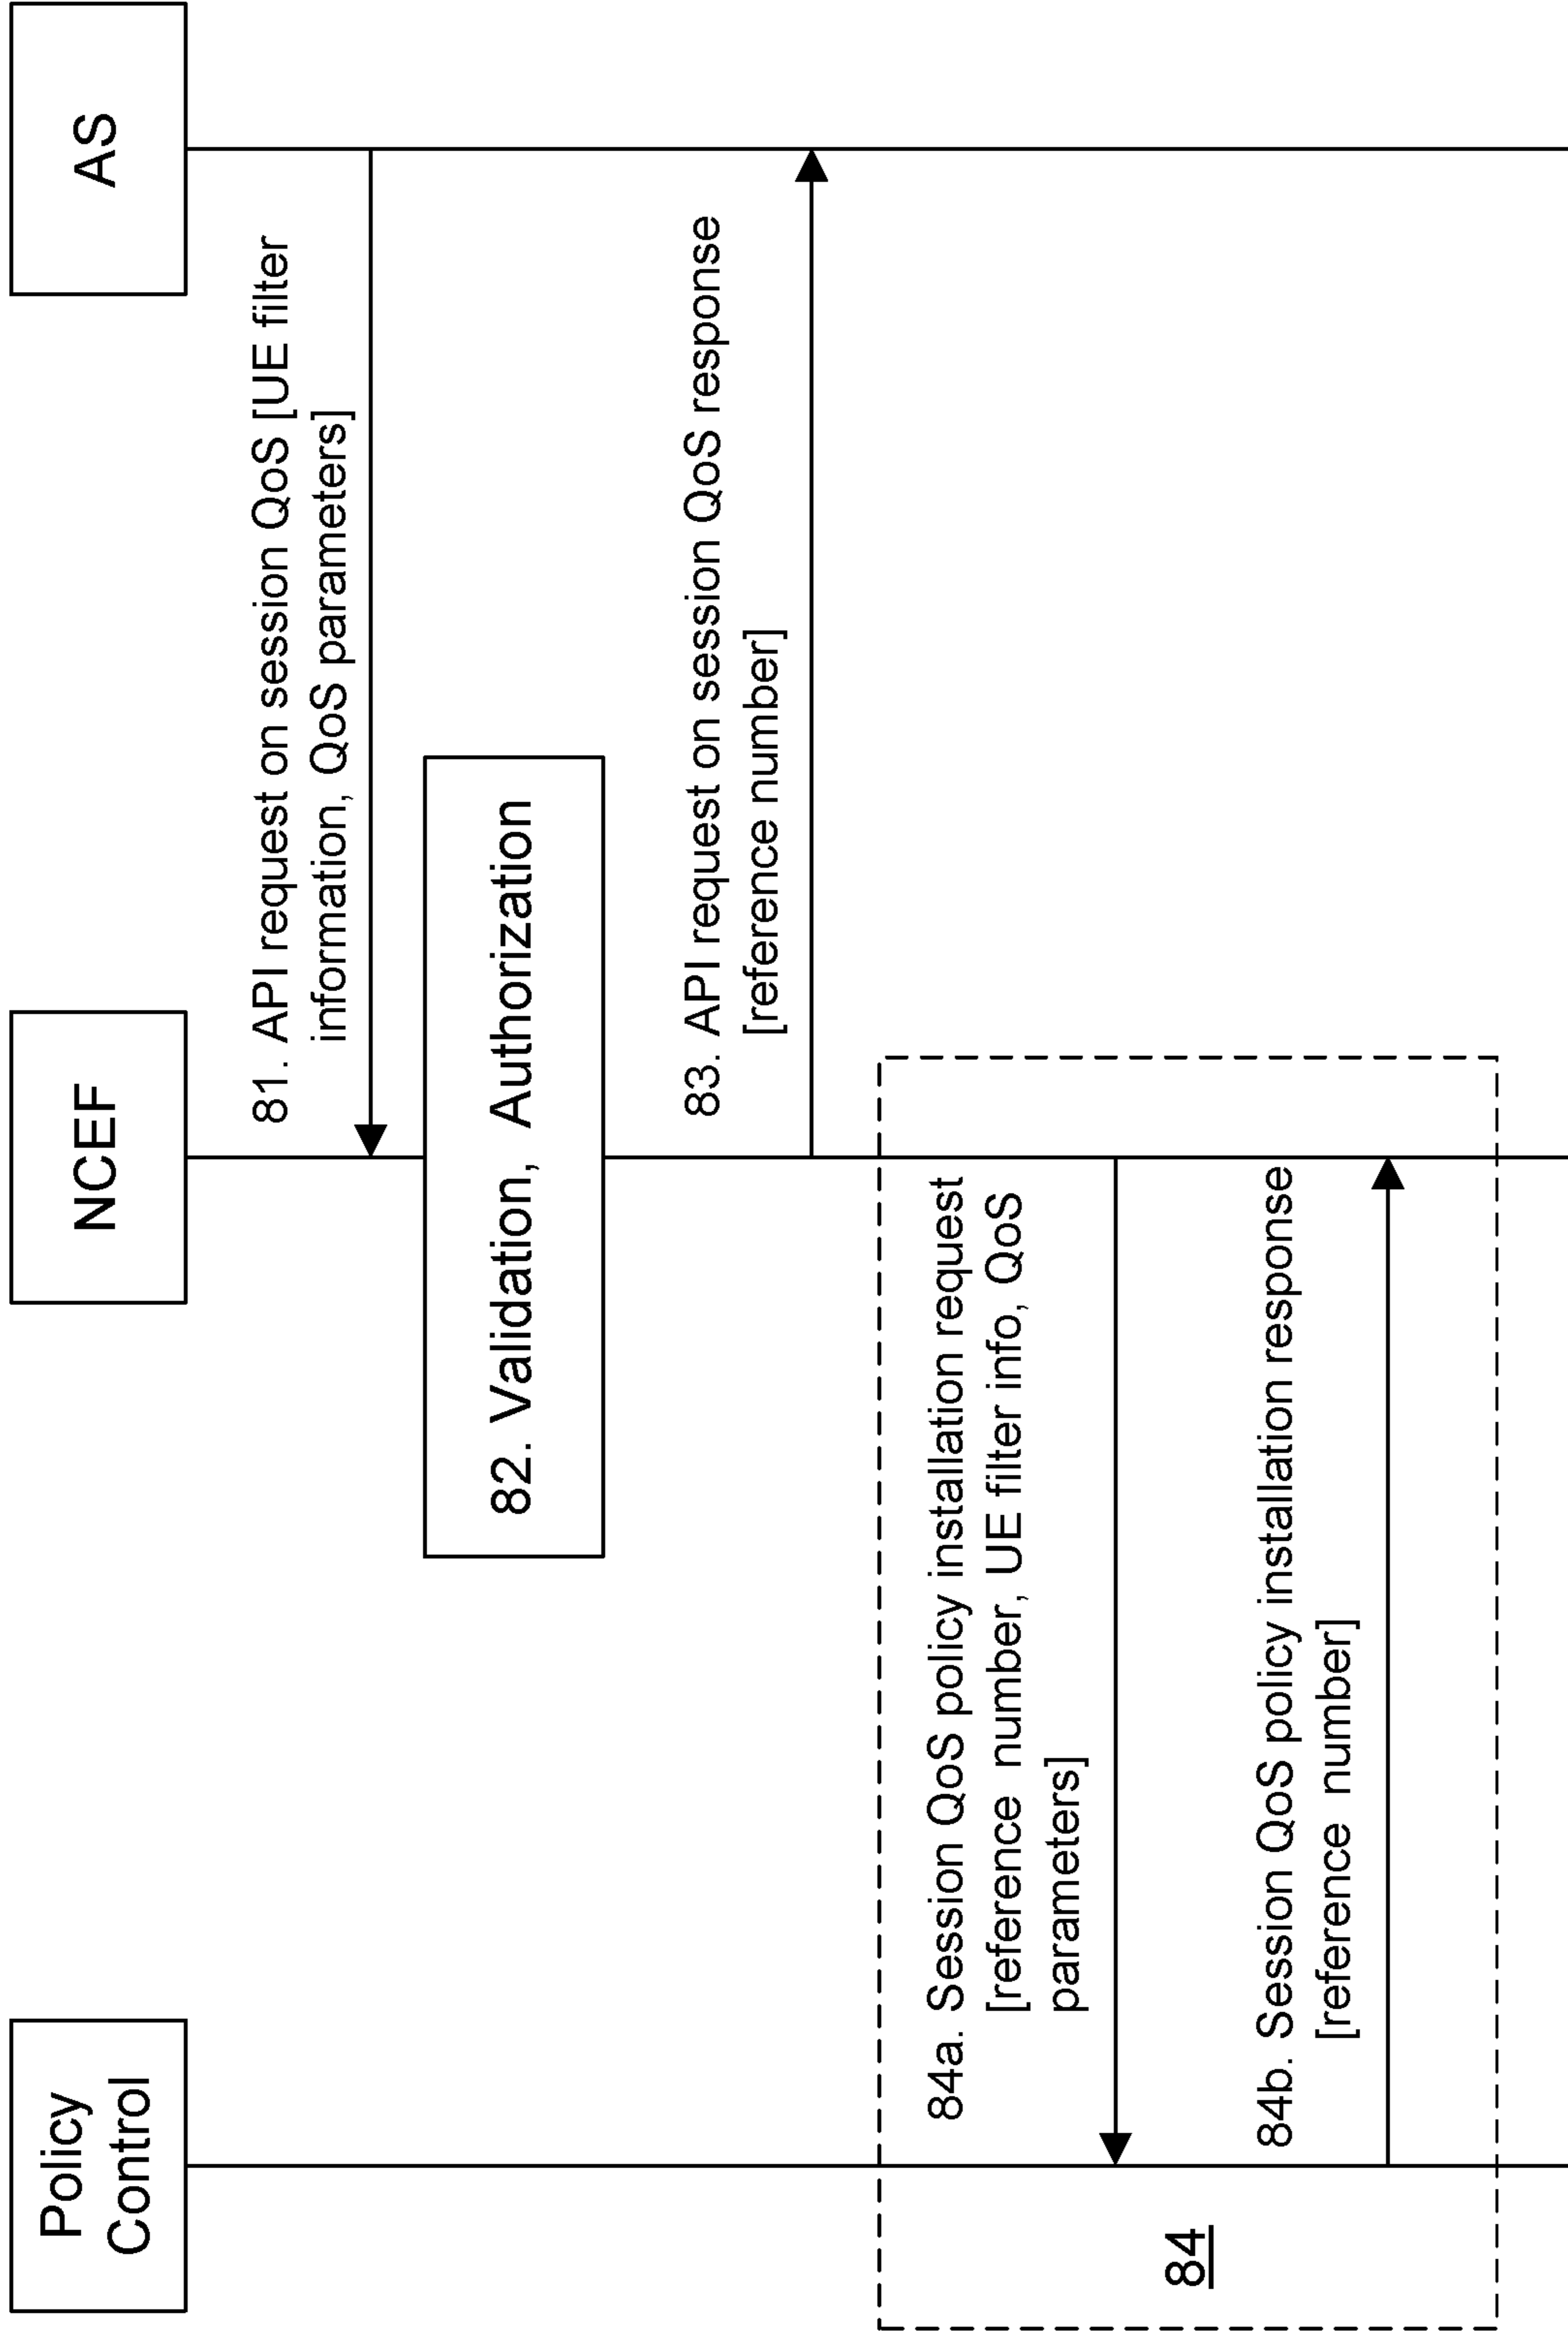 Policy
Control
NCEF
AS
81. API request on session QoS [UE filter
information, QoS parameters]
82. Validation, Authorization
83. API request on session QoS response
[reference number]
84a. Session QoS policy installation request
[reference number, UE filter info, QoS
parameters]
84b. Session QoS policy installation response
[reference number]
84